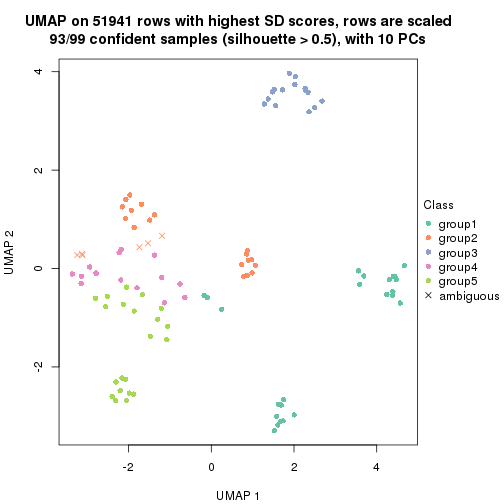 UMAP on 51941 rows with highest SD scores, rows are scaled
93/99 confident samples (silhouette > 0.5), with 10 PCs
4
2
0
-2
UMAP 2
-2
0
2
4
UMAP 1
Class
group1
group2
group3
group4
group5
ambiguous